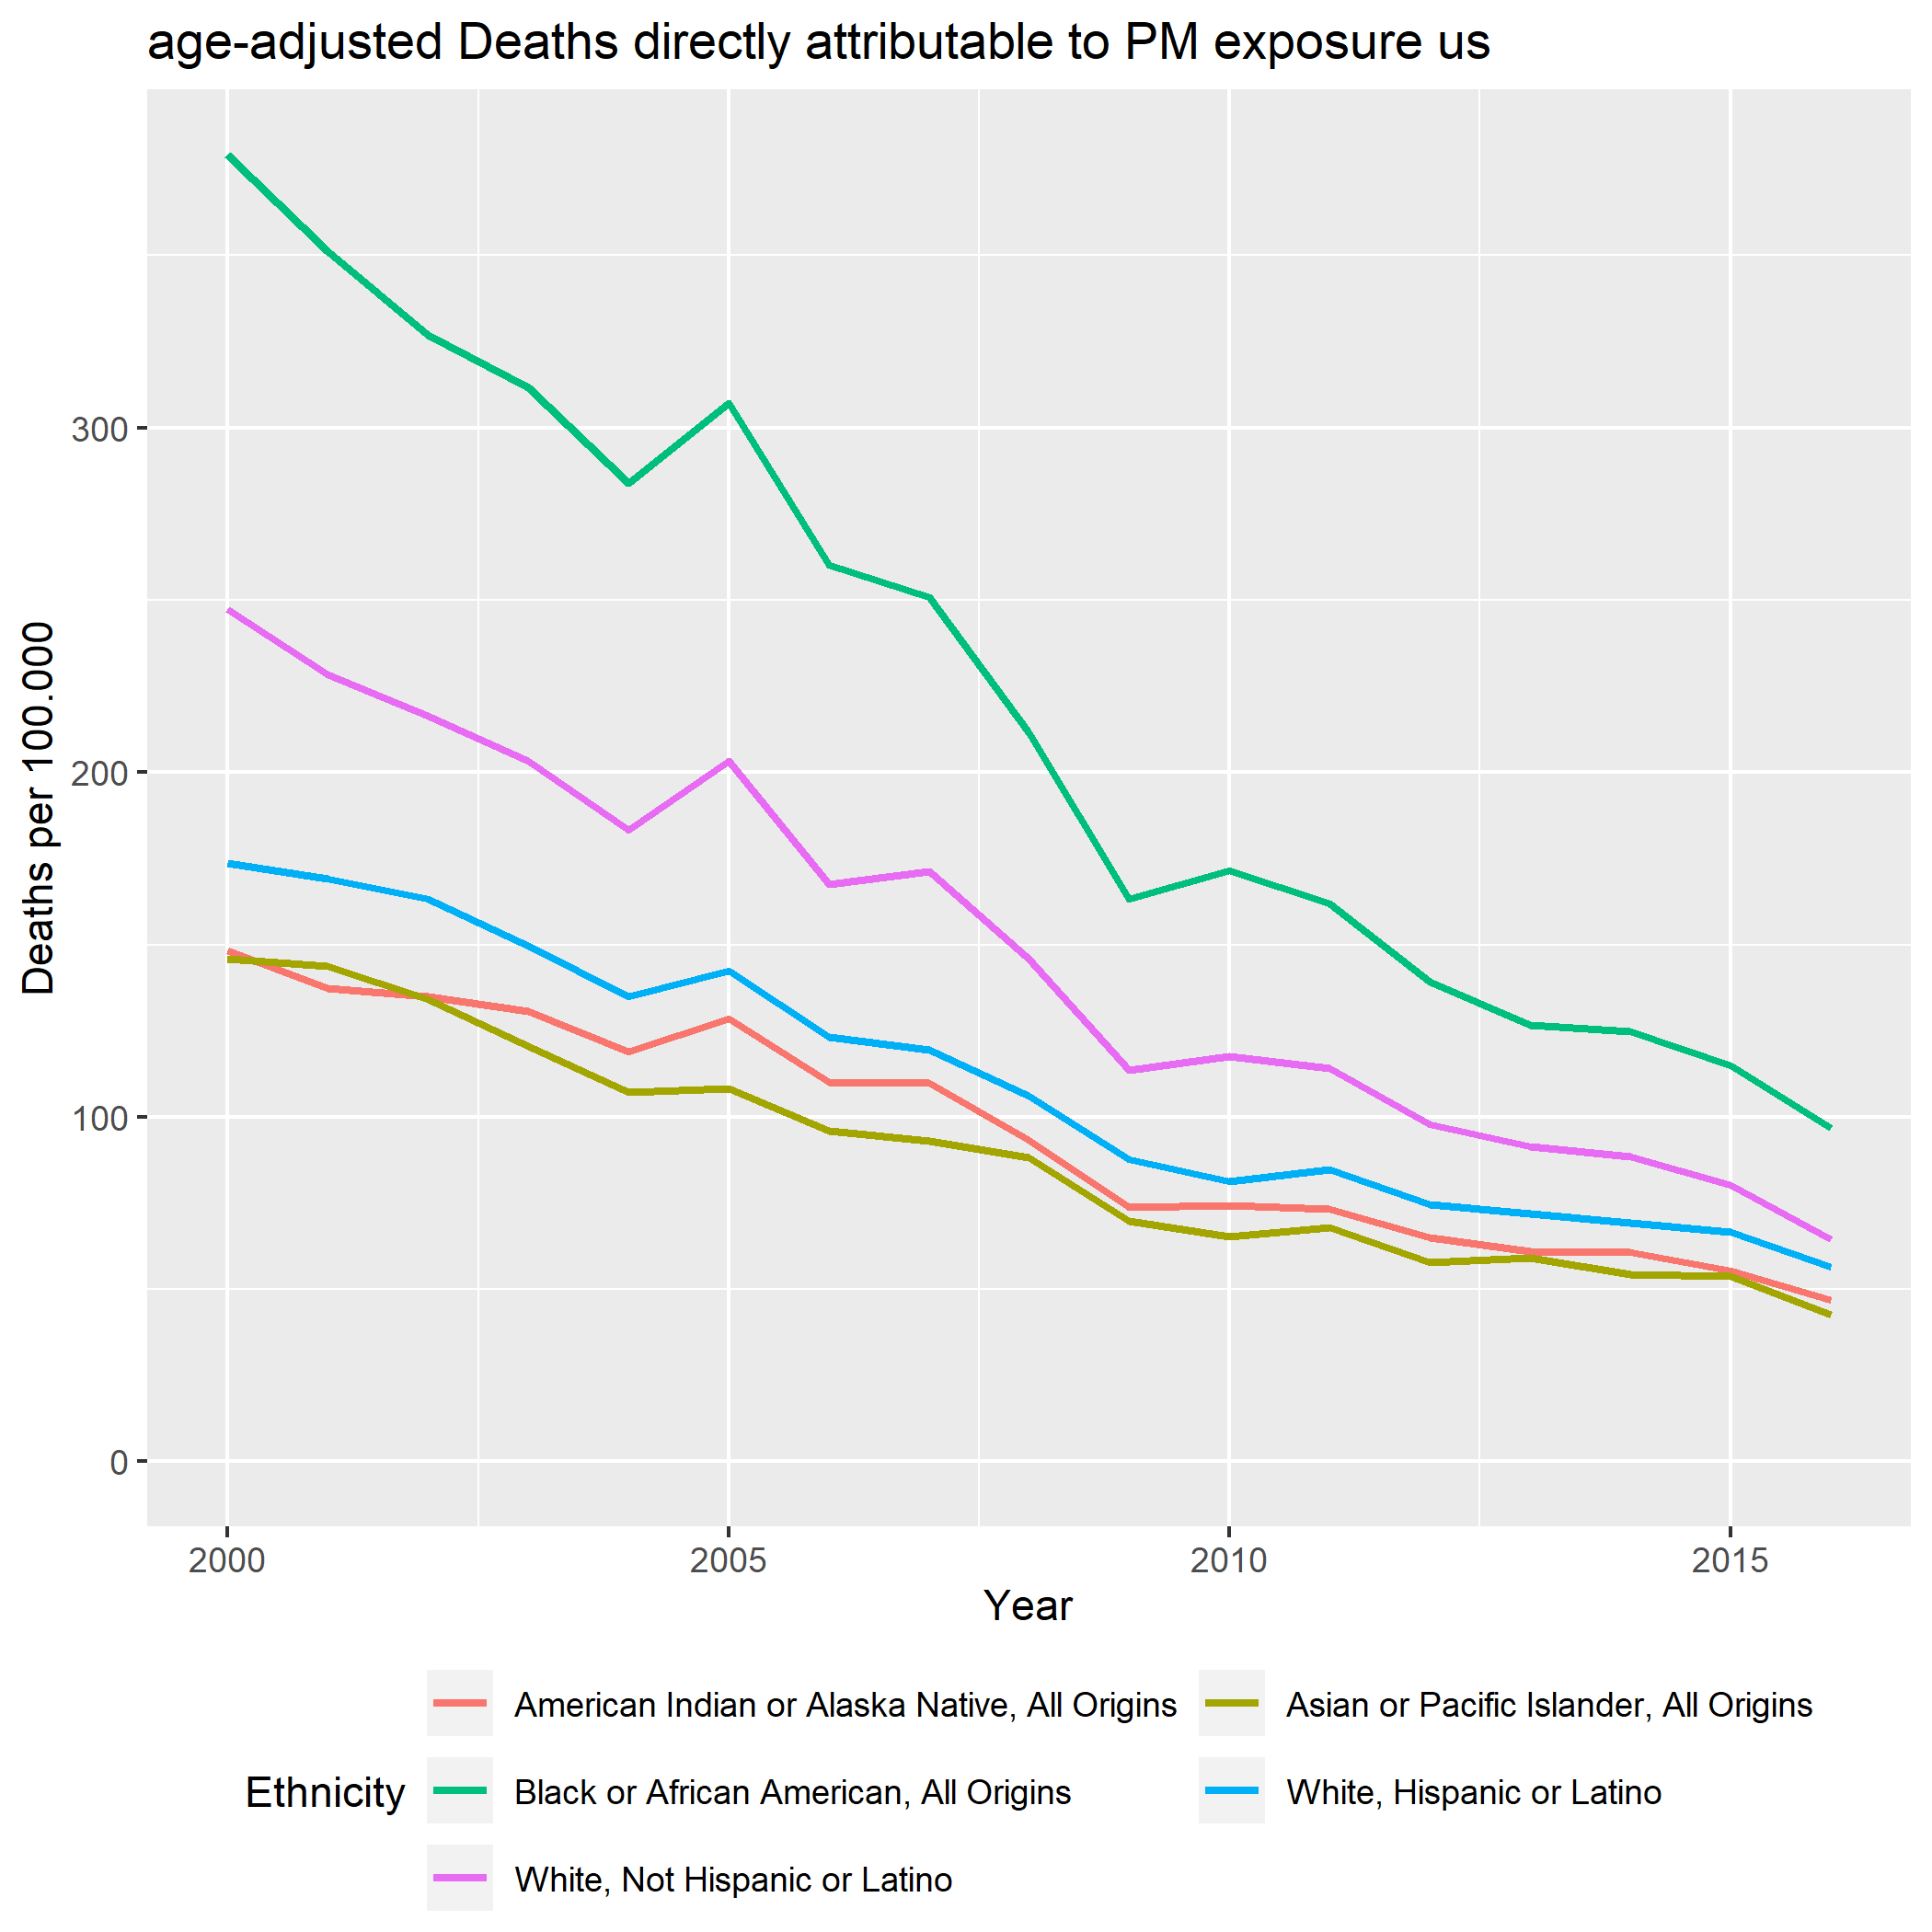 age-adjusted Deaths directly attributable to PM exposure us
Deaths per 100.000
300
200
100
0
2000 2005 2010 2015
Year
Ethnicity
American Indian or Alaska Native, All Origins Asian or Pacific Islander, All Origins
Black or African American, All Origins White, Hispanic or Latino
White, Not Hispanic or Latino